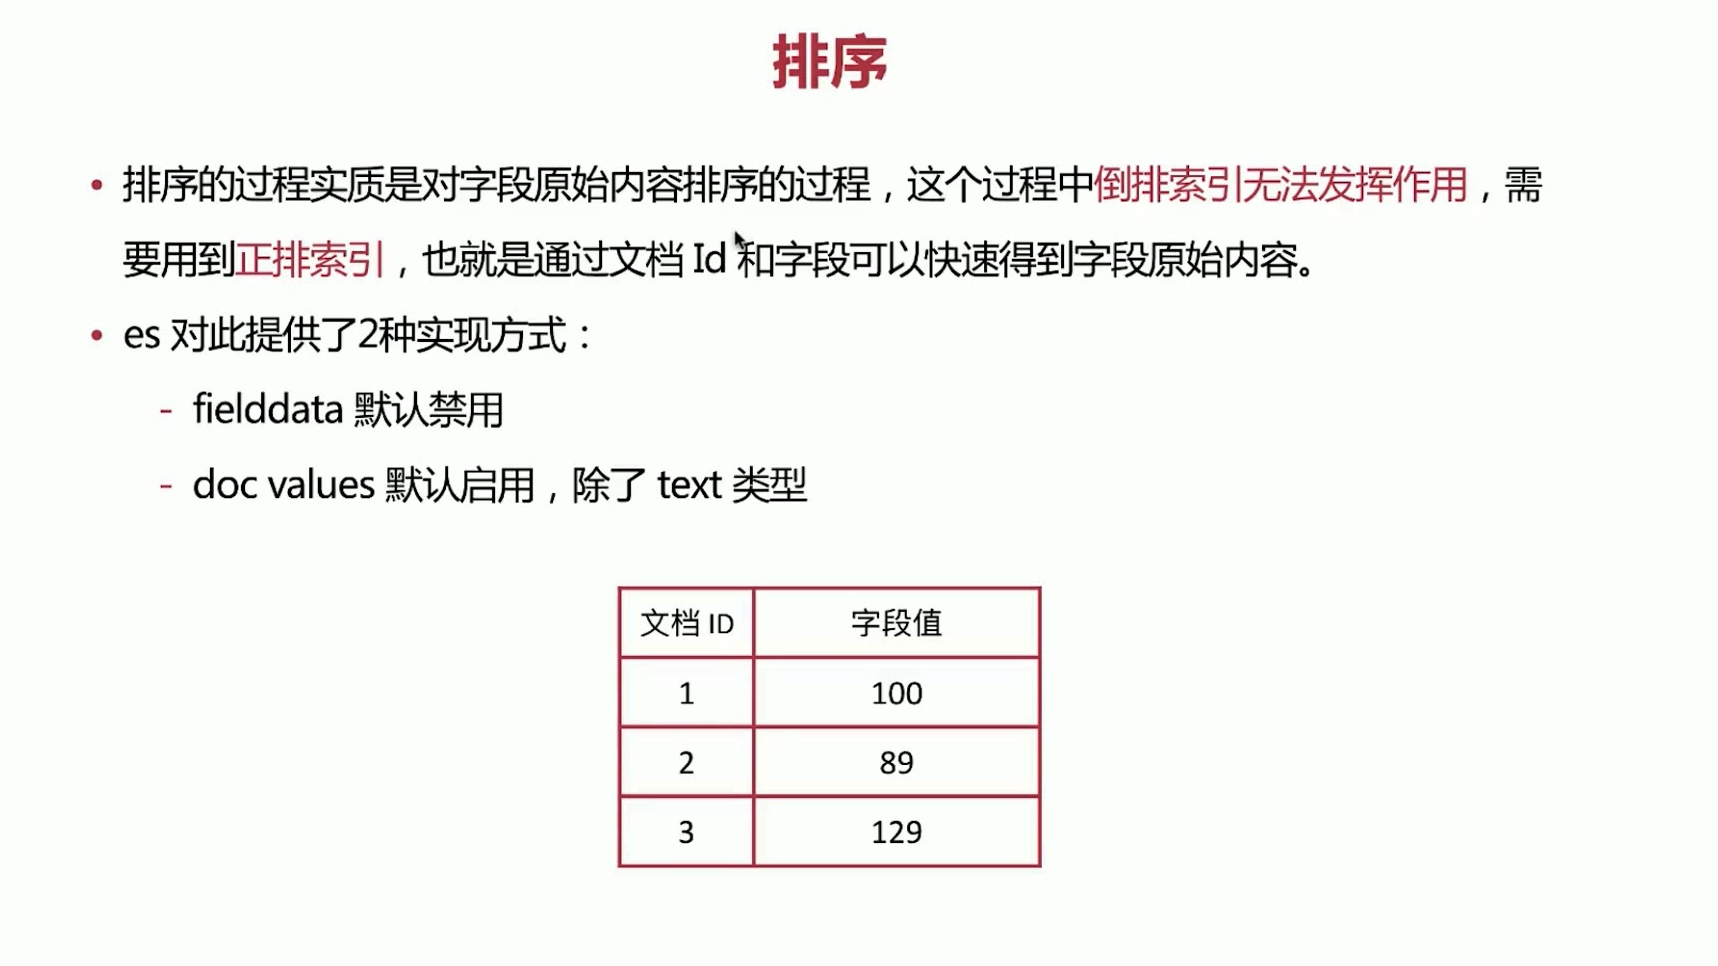 排序
• 排序的过程实质是对字段原始内容排序的过程，这个过程中倒排索引无法发挥作用，需
要用到正排索引，也就是通过文档 Id 和字段可以快速得到字段原始内容。
• es 对此提供了2种实现方式：
- fielddata 默认禁用
- doc values 默认启用，除了 text 类型
文档 ID 字段值
1 100
2 89
3 129